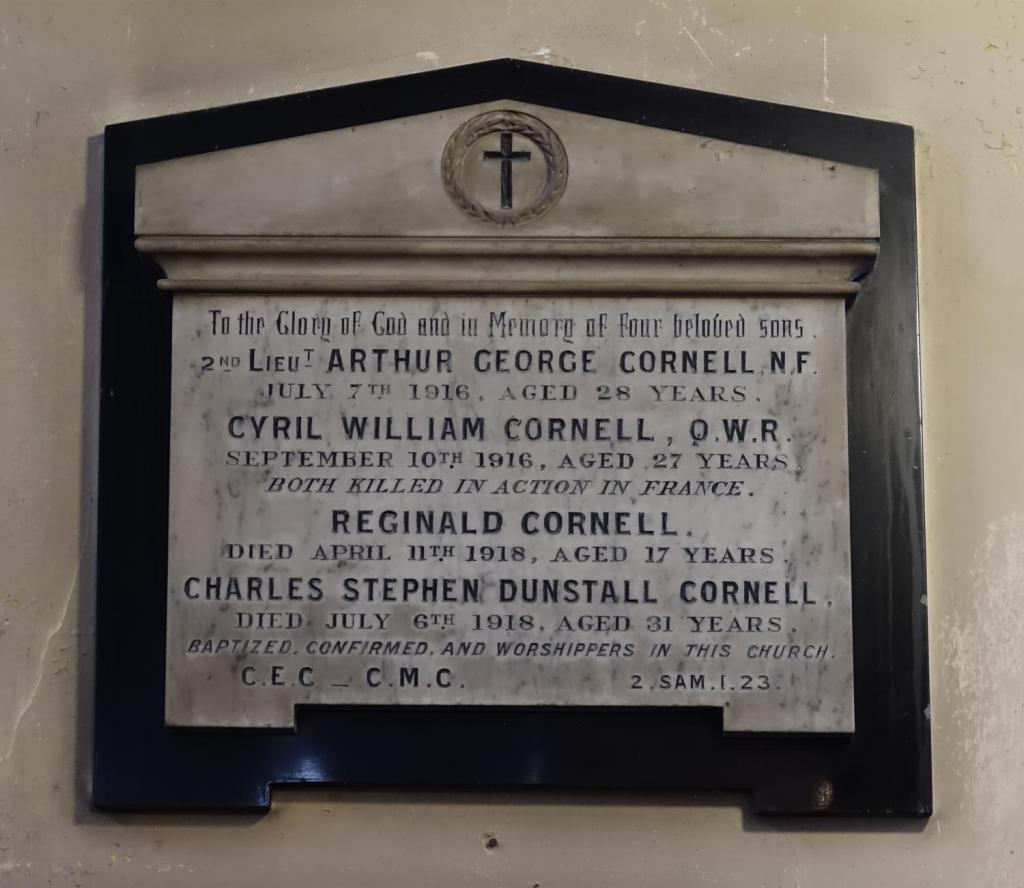 To the Glory of God and in Memory of four beloved sons.
2ND LIEUT ARTHUR GEORGE CORNELL, N.F.
JULY 7TH 1916, AGED 28 YEARS.
CYRIL WILLIAM CORNELL, Q.W.R.
SEPTEMBER 10TH 1916, AGED 27 YEARS,
BOTH KILLED IN ACTION IN FRANCE.
REGINALD CORNELL.
DIED APRIL 11TH 1918, AGED 17 YEARS,
CHARLES STEPHEN DUNSTALL CORNELL,
DIED JULY 6TH 1918, AGED 31 YEARS,
BAPTIZED, CONFIRMED, AND WORSHIPPERS IN THIS CHURCH.
C.E.C – C.M.C. 2. SAM. I. 23.